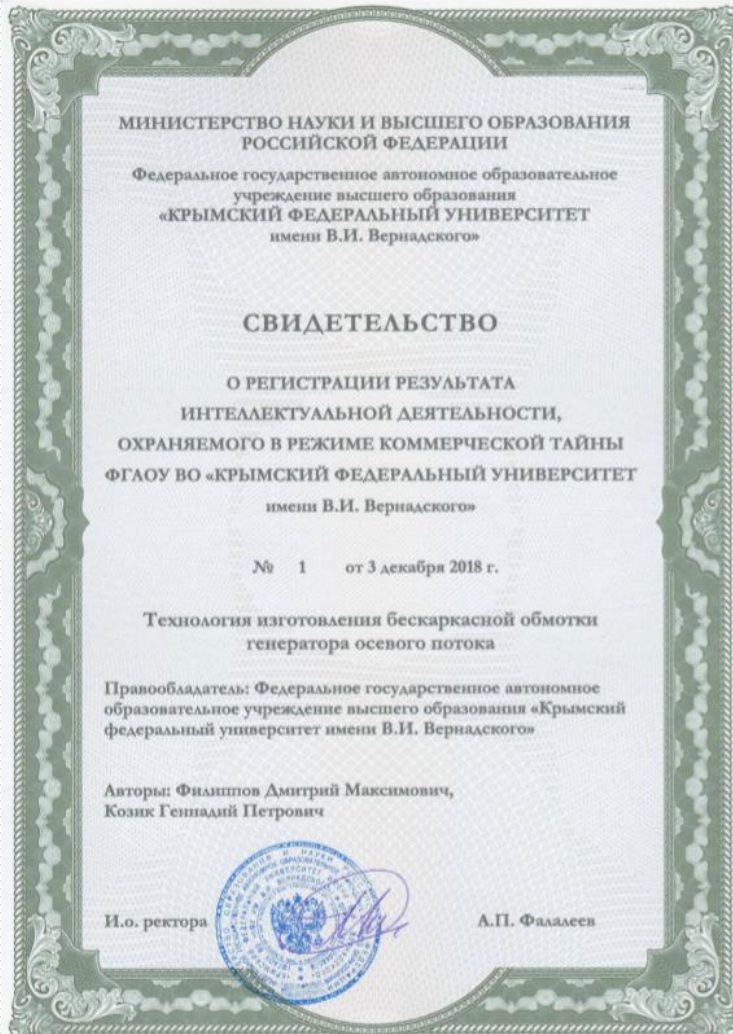 МИНИСТЕРСТВО НАУКИ И ВЫСШЕГО ОБРАЗОВАНИЯ
РОССИЙСКОЙ ФЕДЕРАЦИИ
Федеральное государственное автономное образовательное
учреждение высшего образования
«КРЫМСКИЙ ФЕДЕРАЛЬНЫЙ УНИВЕРСИТЕТ
имени В.И. Вернадского»
СВИДЕТЕЛЬСТВО
О РЕГИСТРАЦИИ РЕЗУЛЬТАТА
ИНТЕЛЛЕКТУАЛЬНОЙ ДЕЯТЕЛЬНОСТИ,
ОХРАНЯЕМОГО В РЕЖИМЕ КОММЕРЧЕСКОЙ ТАЙНЫ
ФГАОУ ВО «КРЫМСКИЙ ФЕДЕРАЛЬНЫЙ УНИВЕРСИТЕТ
имени В.И. Вернадского»
№ 1 от 3 декабря 2018 г.
Технология изготовления бескаркасной обмотки
генератора осевого потока
Правообладатель: Федеральное государственное автономное
образовательное учреждение высшего образования «Крымский
федеральный университет имени В.И. Вернадского»
Авторы: Филиппов Дмитрий Максимович,
Козик Геннадий Петрович
И.о. ректора А.П. Фалалеев